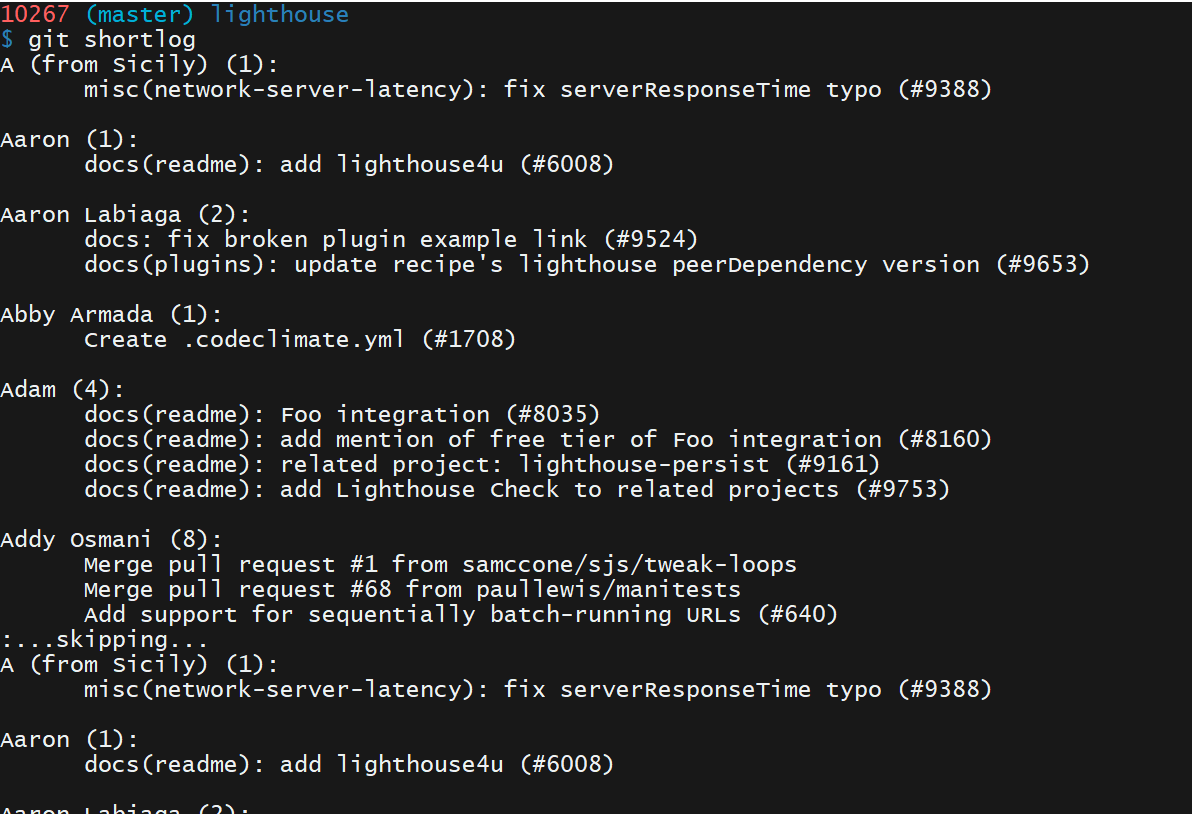 10267 (master) lighthouse
$ git shortlog
A (from Sicily) (1):
      misc(network-server-latency): fix serverResponseTime typo (#9388)

Aaron (1):
      docs(readme): add lighthouse4u (#6008)

Aaron Labiaga (2):
      docs: fix broken plugin example link (#9524)
      docs(plugins): update recipe's lighthouse peerDependency version (#9653)

Abby Armada (1):
      Create .codeclimate.yml (#1708)

Adam (4):
      docs(readme): Foo integration (#8035)
      docs(readme): add mention of free tier of Foo integration (#8160)
      docs(readme): related project: lighthouse-persist (#9161)
      docs(readme): add Lighthouse Check to related projects (#9753)

Addy Osmani (8):
      Merge pull request #1 from samccone/sjs/tweak-loops
      Merge pull request #68 from paullewis/manitests
      Add support for sequentially batch-running URLs (#640)
:...skipping...
A (from Sicily) (1):
      misc(network-server-latency): fix serverResponseTime typo (#9388)

Aaron (1):
      docs(readme): add lighthouse4u (#6008)

Aaron Labiaga (2):